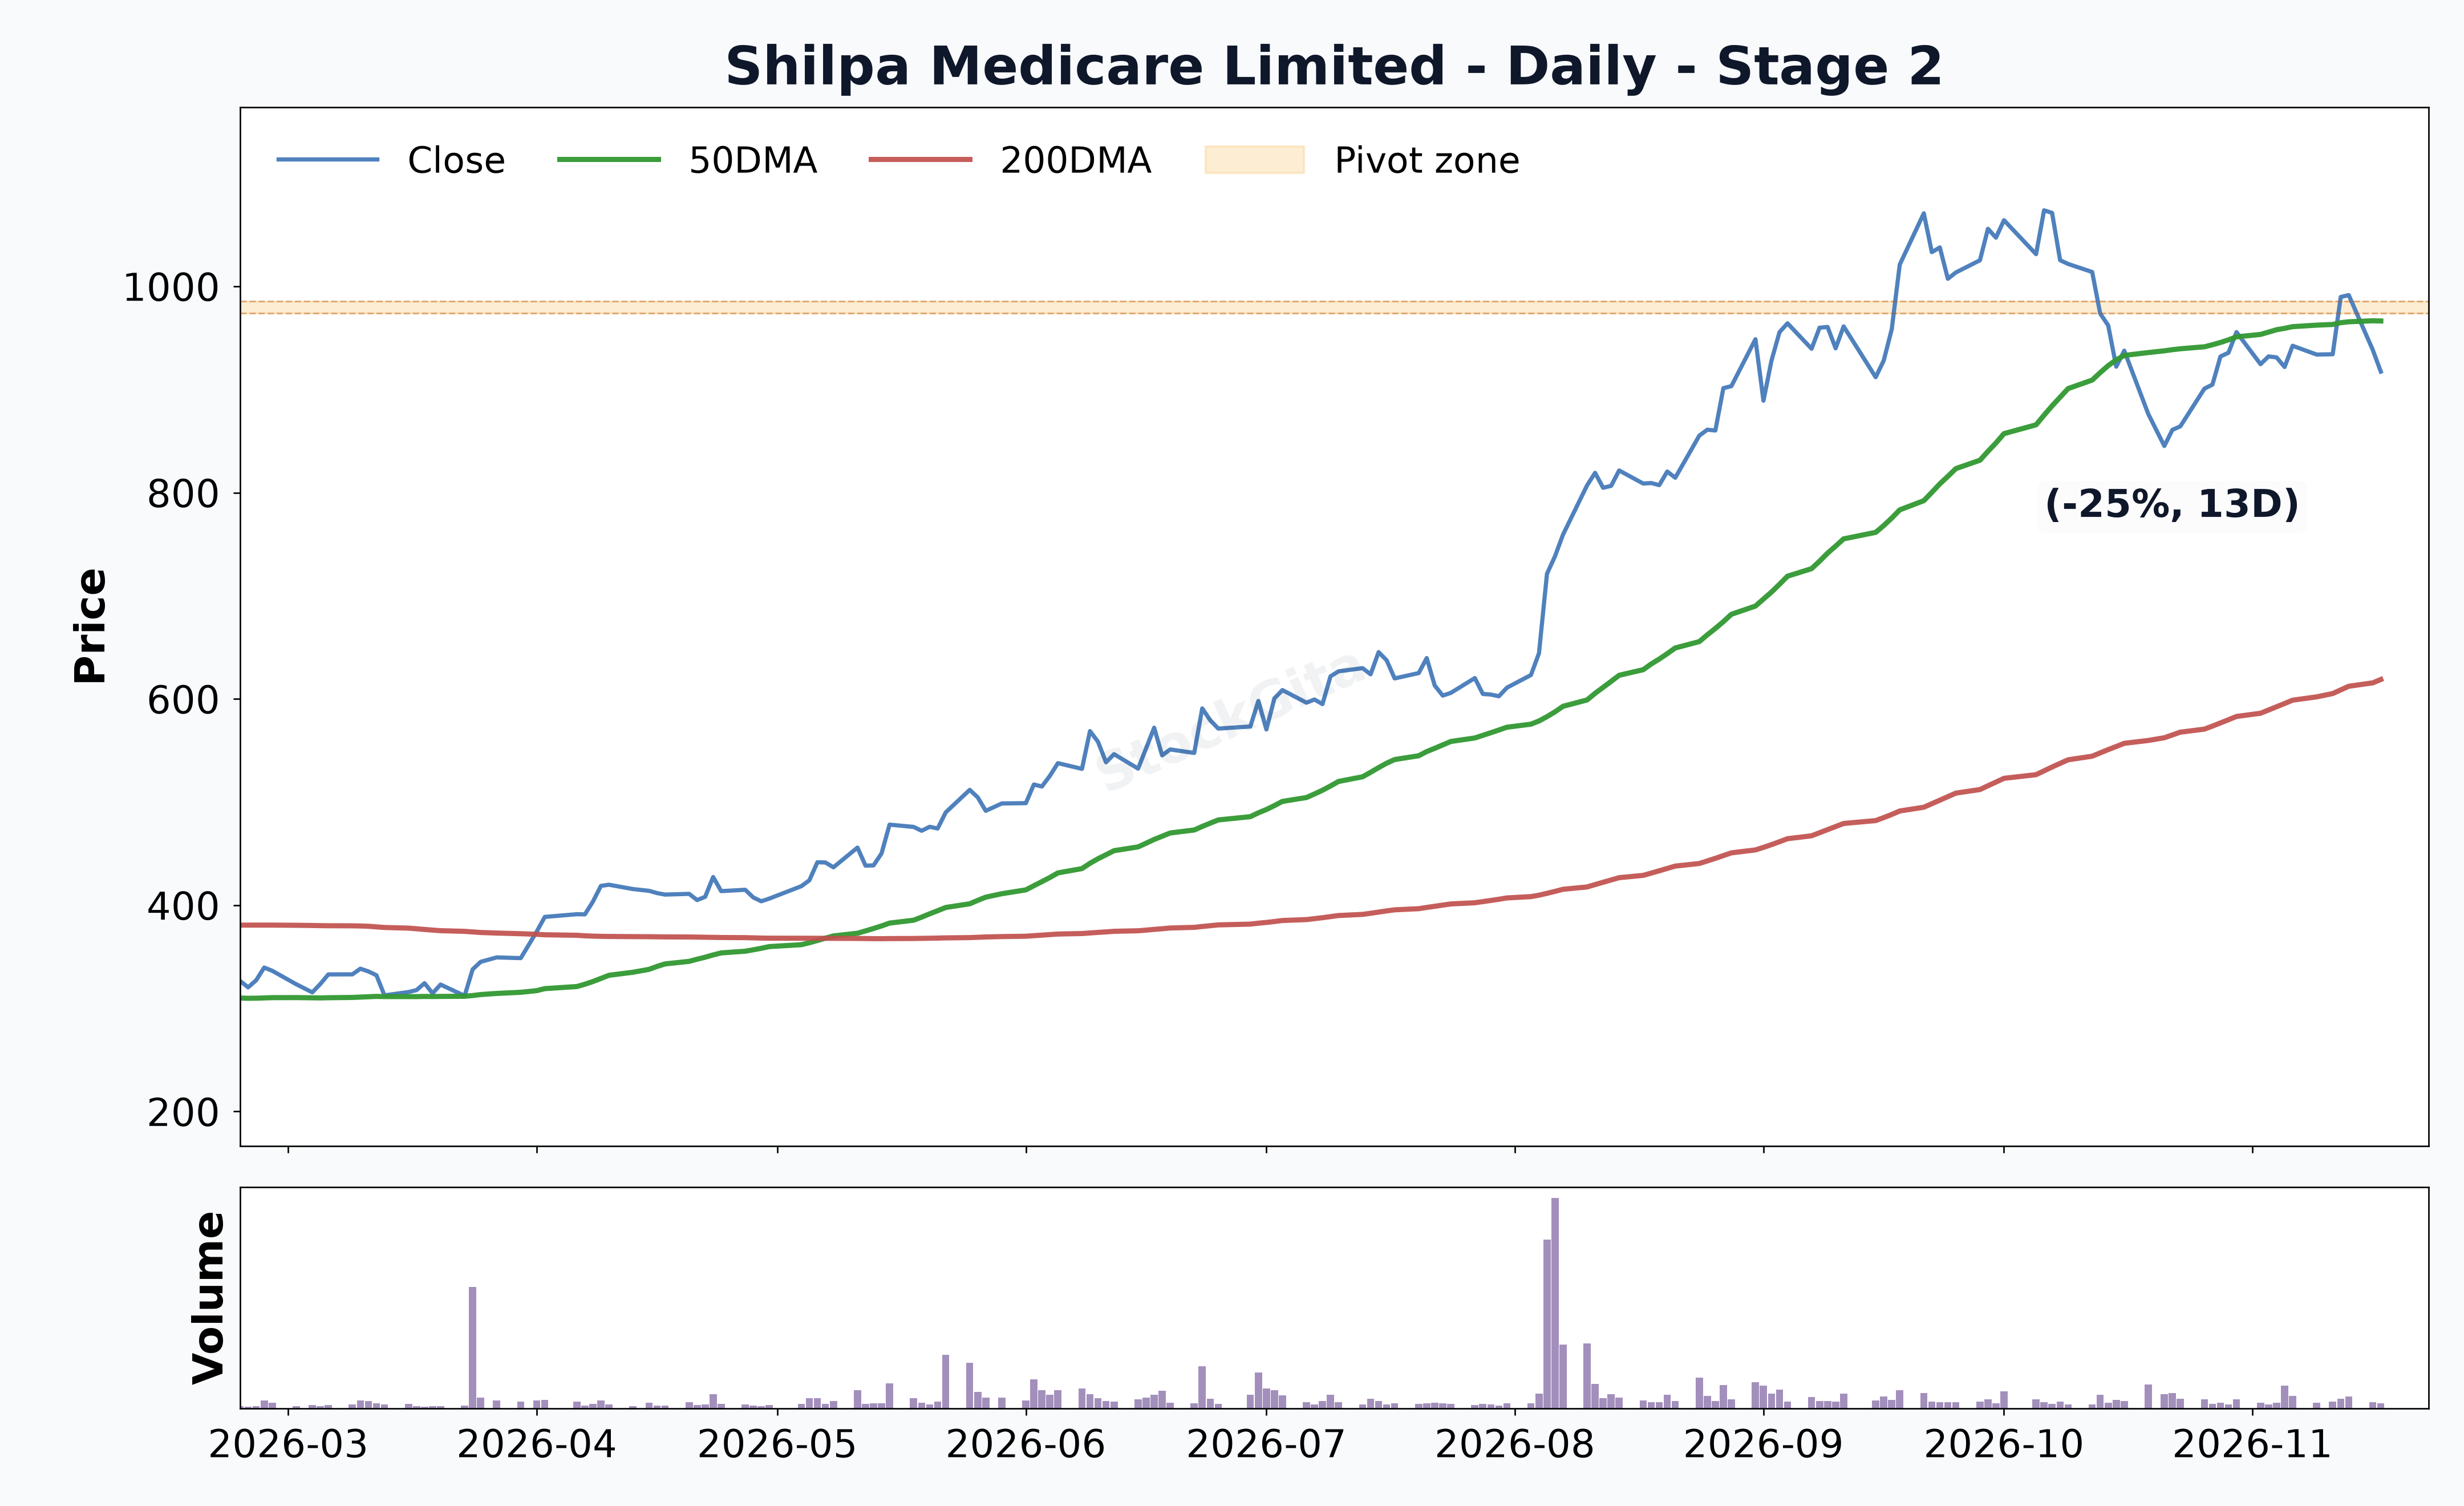 Shilpa Medicare Limited - Daily - Stage 2
Close 50DMA 200DMA Pivot zone
1000
800
600
400
200
Price
(-25%, 13D)
StockGita
Volume
2026-03 2026-04 2026-05 2026-06 2026-07 2026-08 2026-09 2026-10 2026-11